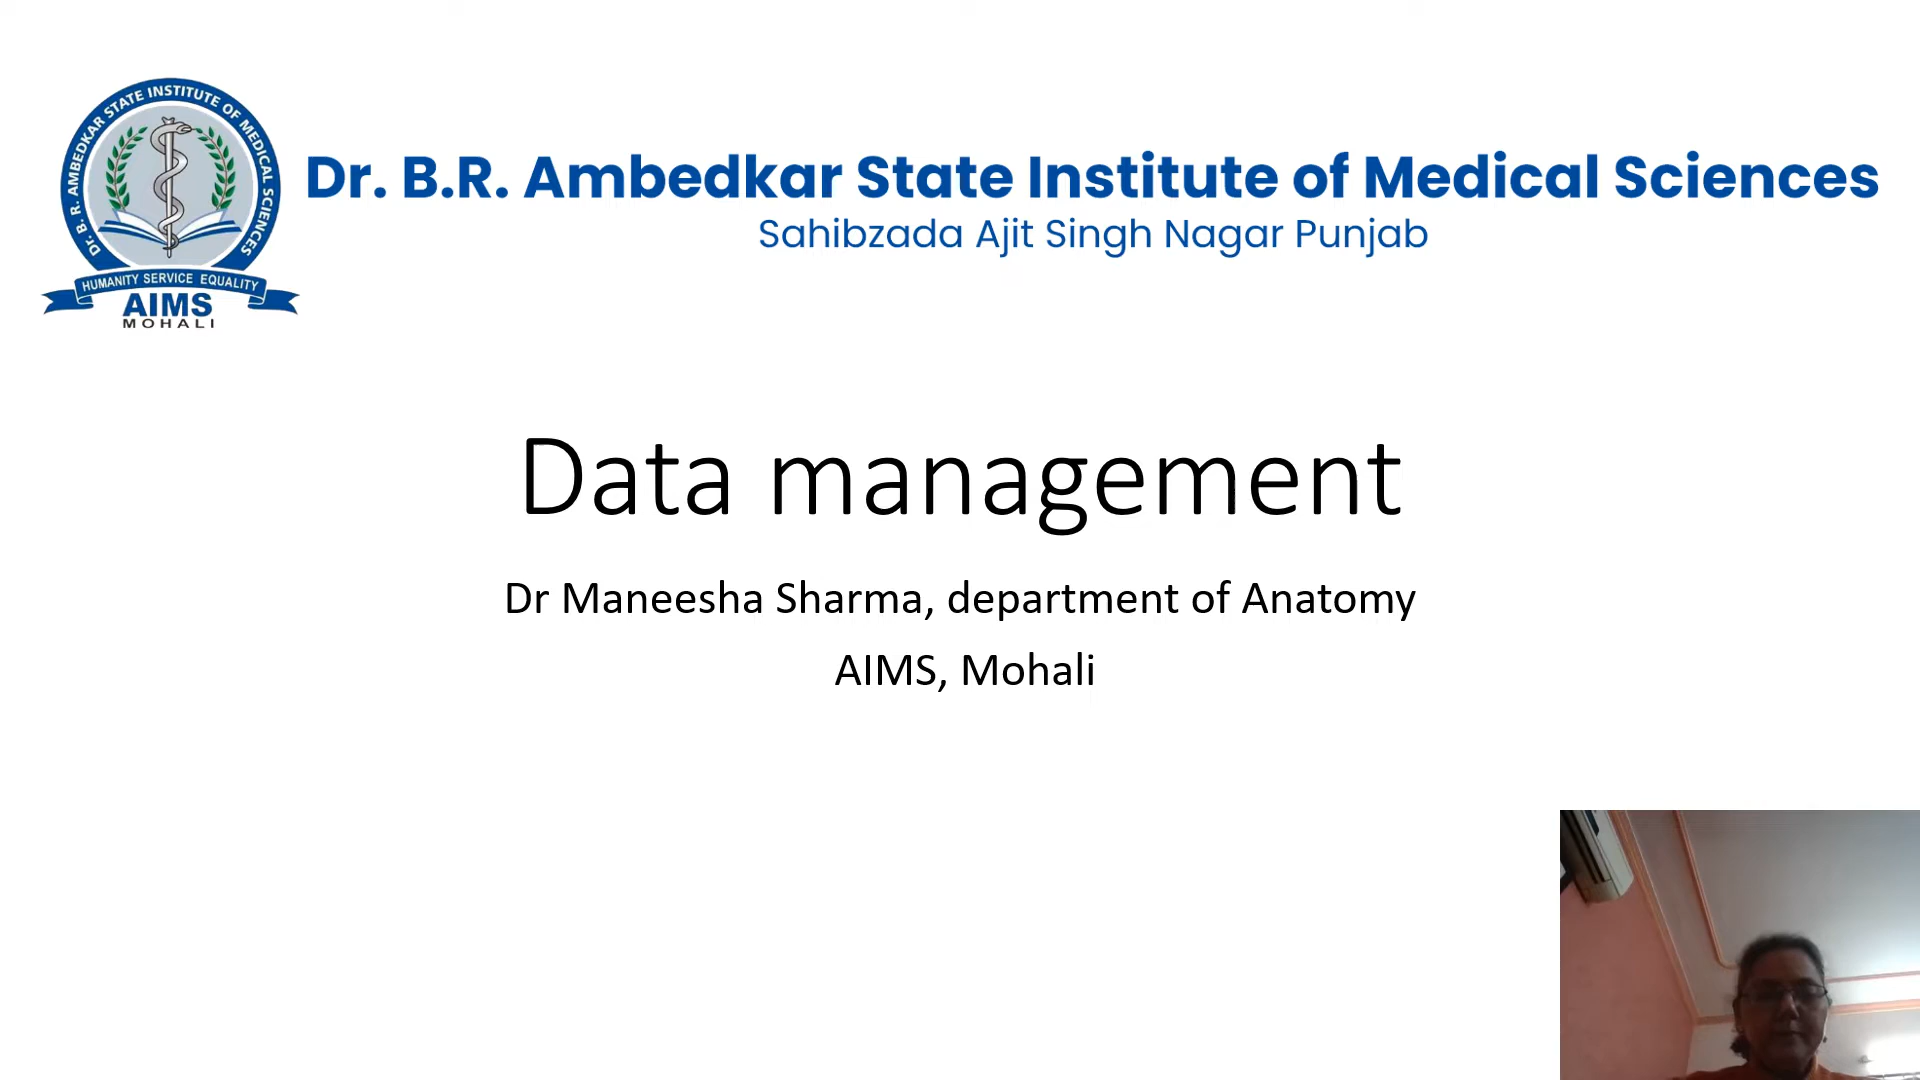 Dr. B. R. AMBEDKAR STATE INSTITUTE OF MEDICAL SCIENCES
HUMANITY SERVICE EQUALITY
AIMS
MOHALI
Dr. B.R. Ambedkar State Institute of Medical Sciences
Sahibzada Ajit Singh Nagar Punjab
Data management
Dr Maneesha Sharma, department of Anatomy
AIMS, Mohali